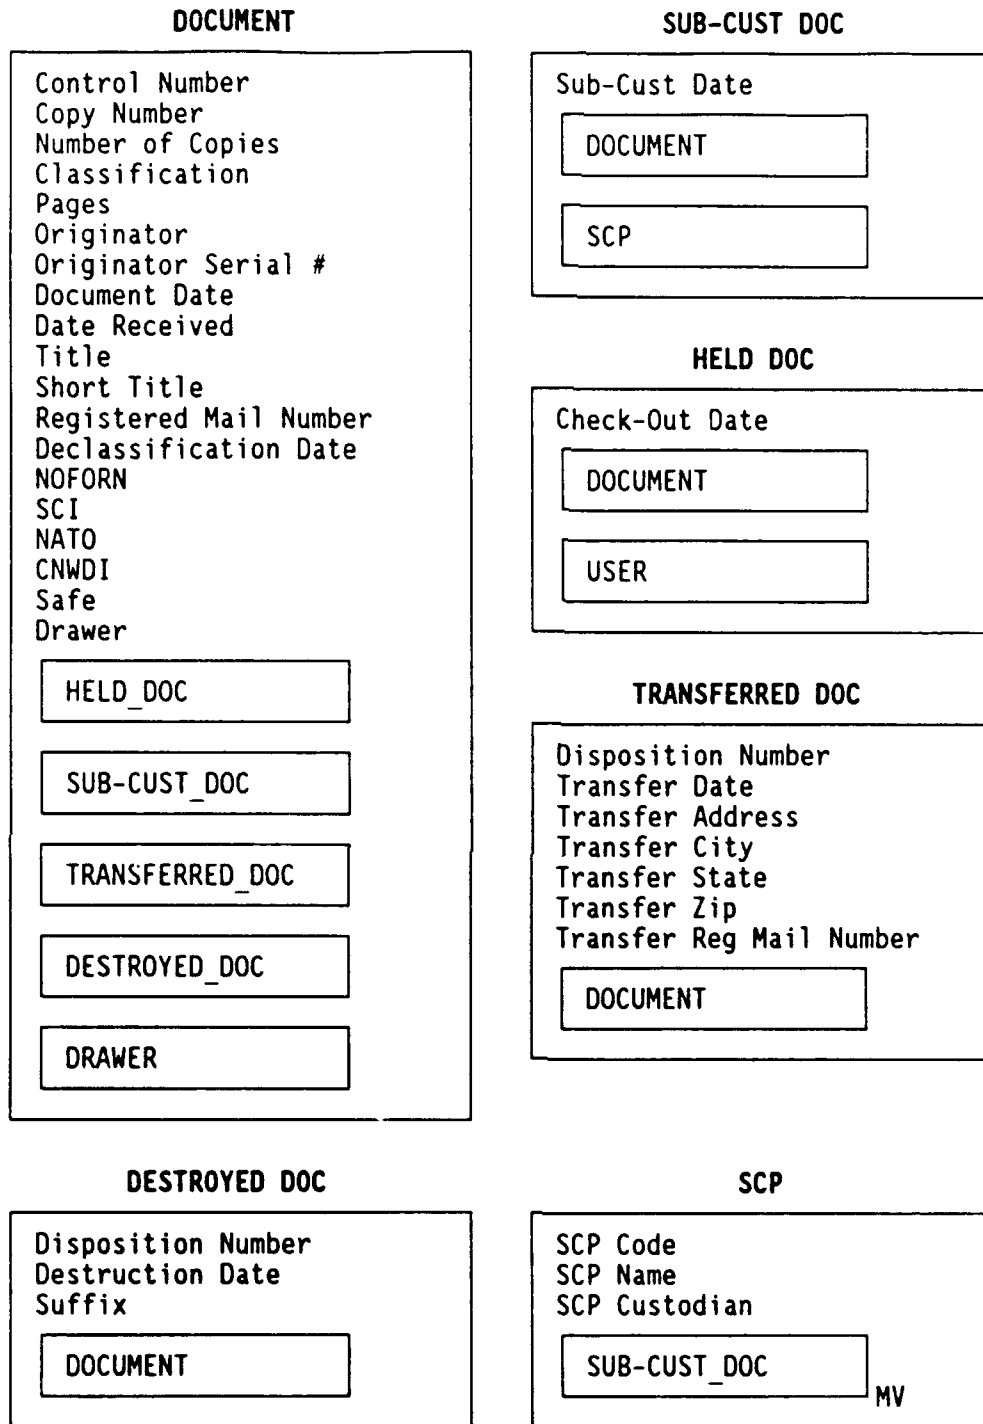 DOCUMENT
Control Number
Copy Number
Number of Copies
Classification
Pages
Originator
Originator Serial #
Document Date
Date Received
Title
Short Title
Registered Mail Number
Declassification Date
NOFORN
SCI
NATO
CNWDI
Safe
Drawer
HELD_DOC
SUB-CUST_DOC
TRANSFERRED_DOC
DESTROYED_DOC
DRAWER
SUB-CUST DOC
Sub-Cust Date
DOCUMENT
SCP
HELD DOC
Check-Out Date
DOCUMENT
USER
TRANSFERRED DOC
Disposition Number
Transfer Date
Transfer Address
Transfer City
Transfer State
Transfer Zip
Transfer Reg Mail Number
DOCUMENT
DESTROYED DOC
Disposition Number
Destruction Date
Suffix
DOCUMENT
SCP
SCP Code
SCP Name
SCP Custodian
SUB-CUST_DOC
MV